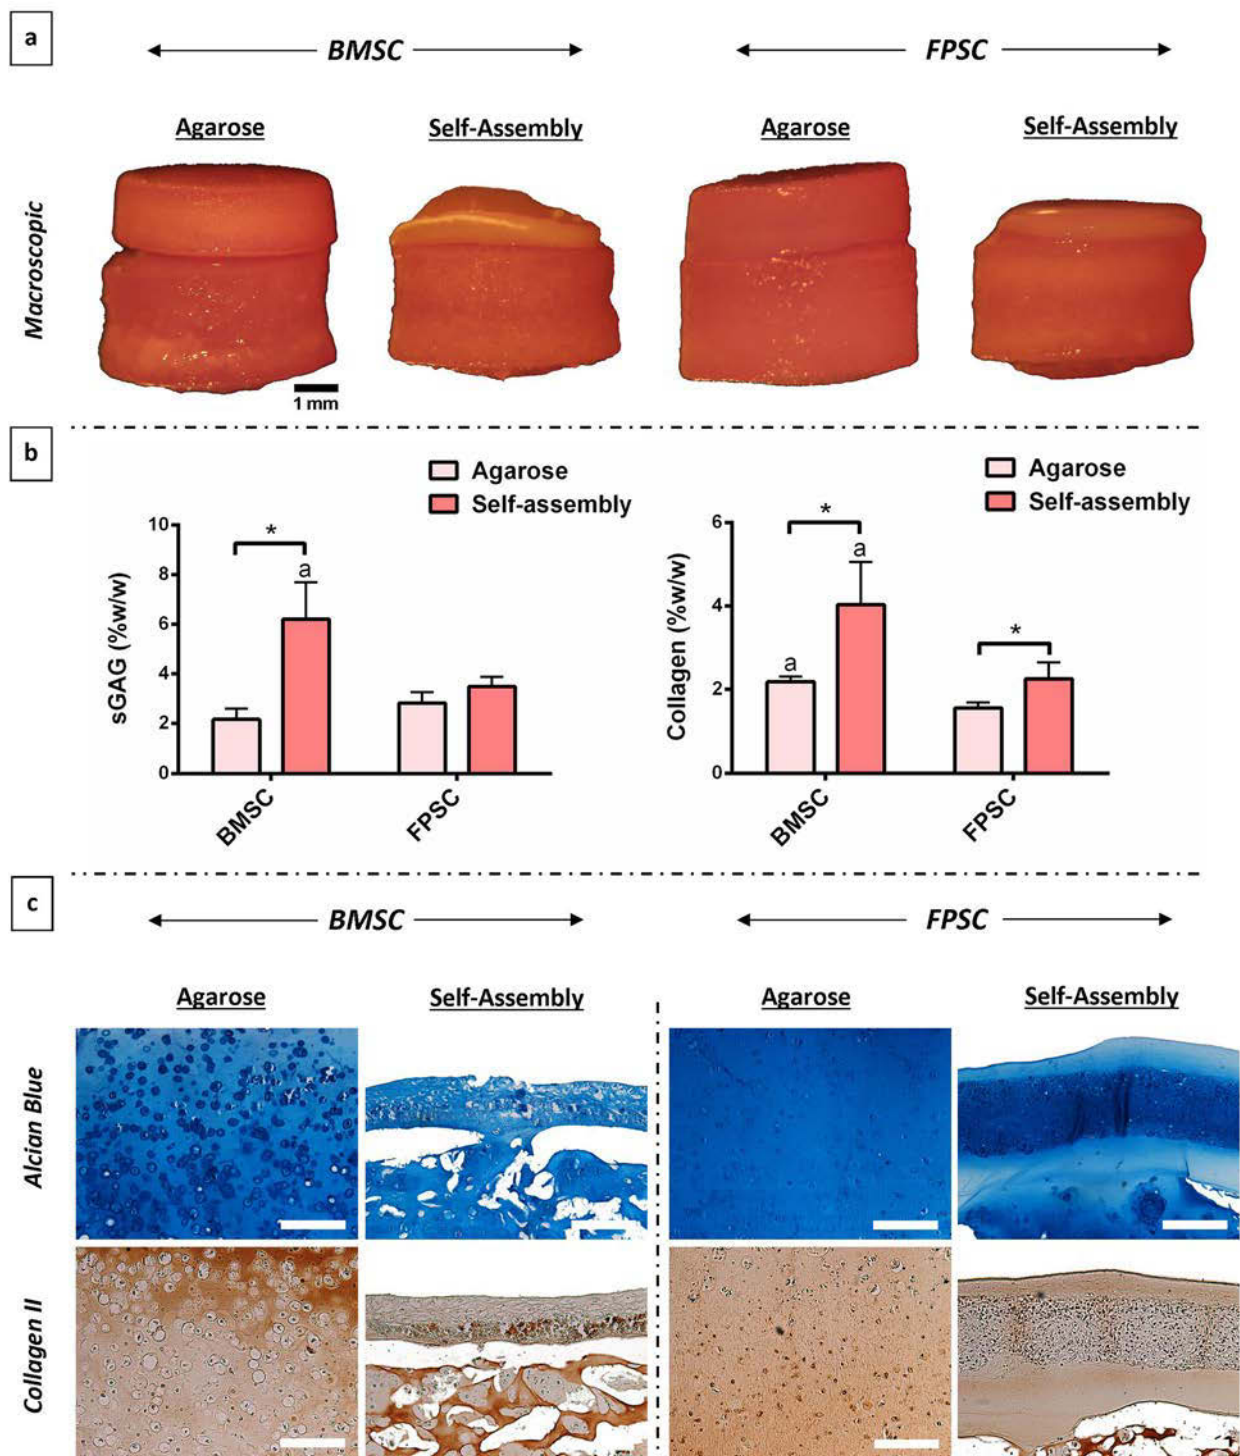 a
BMSC
FPSC
Agarose
Self-Assembly
Agarose
Self-Assembly
Macroscopic
1 mm
b
Agarose
Self-assembly
sGAG (%w/w)
10
8
6
4
2
0
*
a
BMSC
FPSC
Agarose
Self-assembly
Collagen (%w/w)
6
4
2
0
*
a
a
*
BMSC
FPSC
c
BMSC
FPSC
Agarose
Self-Assembly
Agarose
Self-Assembly
Alcian Blue
Collagen II